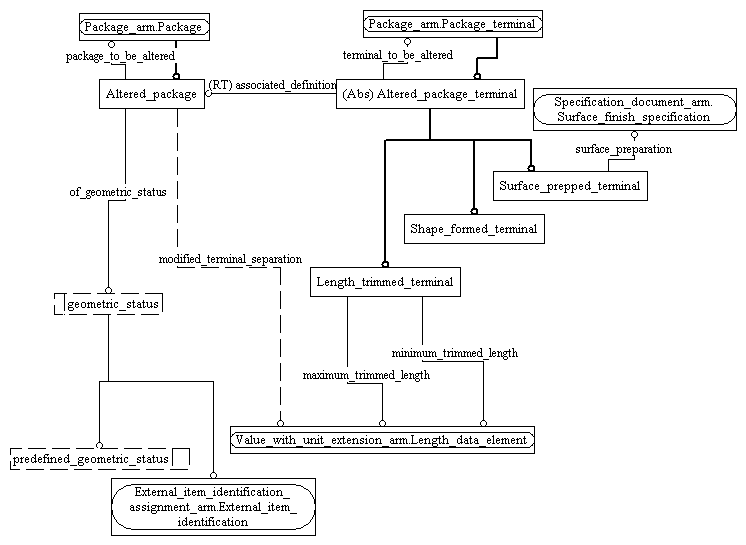 Package_arm.Package
Package_arm.Package_terminal
package_to_be_altered
terminal_to_be_altered
Altered_package
(RT) associated_definition
(Abs) Altered_package_terminal
Specification_document_arm.
Surface_finish_specification
surface_preparation
Surface_prepped_terminal
of_geometric_status
Shape_formed_terminal
modified_terminal_separation
Length_trimmed_terminal
geometric_status
minimum_trimmed_length
maximum_trimmed_length
Value_with_unit_extension_arm.Length_data_element
predefined_geometric_status
External_item_identification_
assignment_arm.External_item_
identification